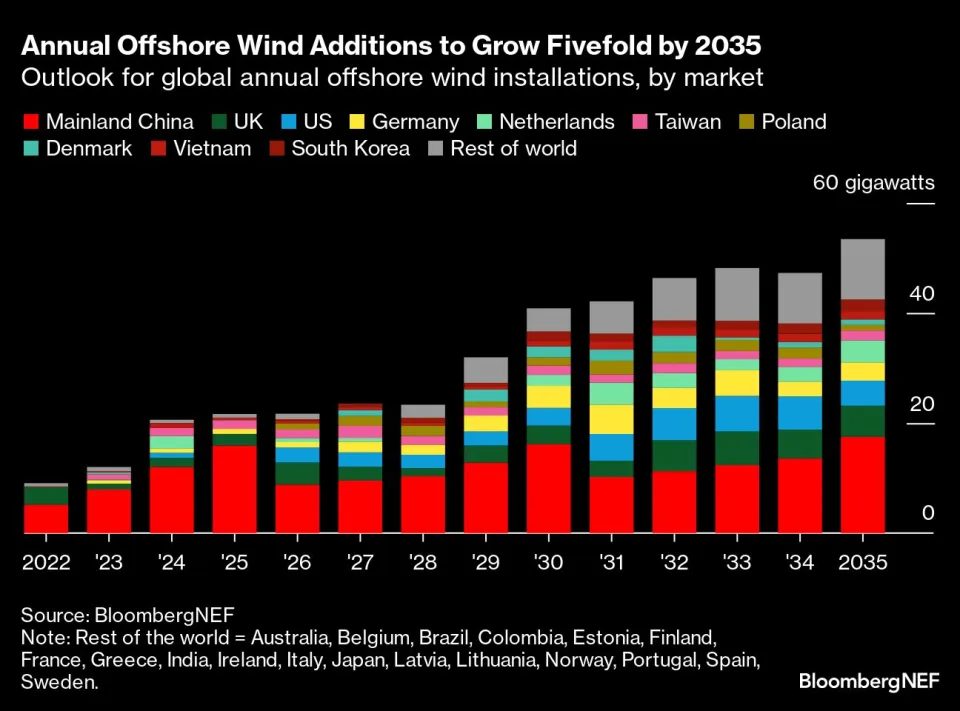 Annual Offshore Wind Additions to Grow Fivefold by 2035
Outlook for global annual offshore wind installations, by market
Mainland China UK US Germany Netherlands Taiwan Poland
Denmark Vietnam South Korea Rest of world
60 gigawatts
40
20
0
2022 '23 '24 '25 '26 '27 '28 '29 '30 '31 '32 '33 '34 2035
Source: BloombergNEF
Note: Rest of the world = Australia, Belgium, Brazil, Colombia, Estonia, Finland,
France, Greece, India, Ireland, Italy, Japan, Latvia, Lithuania, Norway, Portugal, Spain,
Sweden.
BloombergNEF